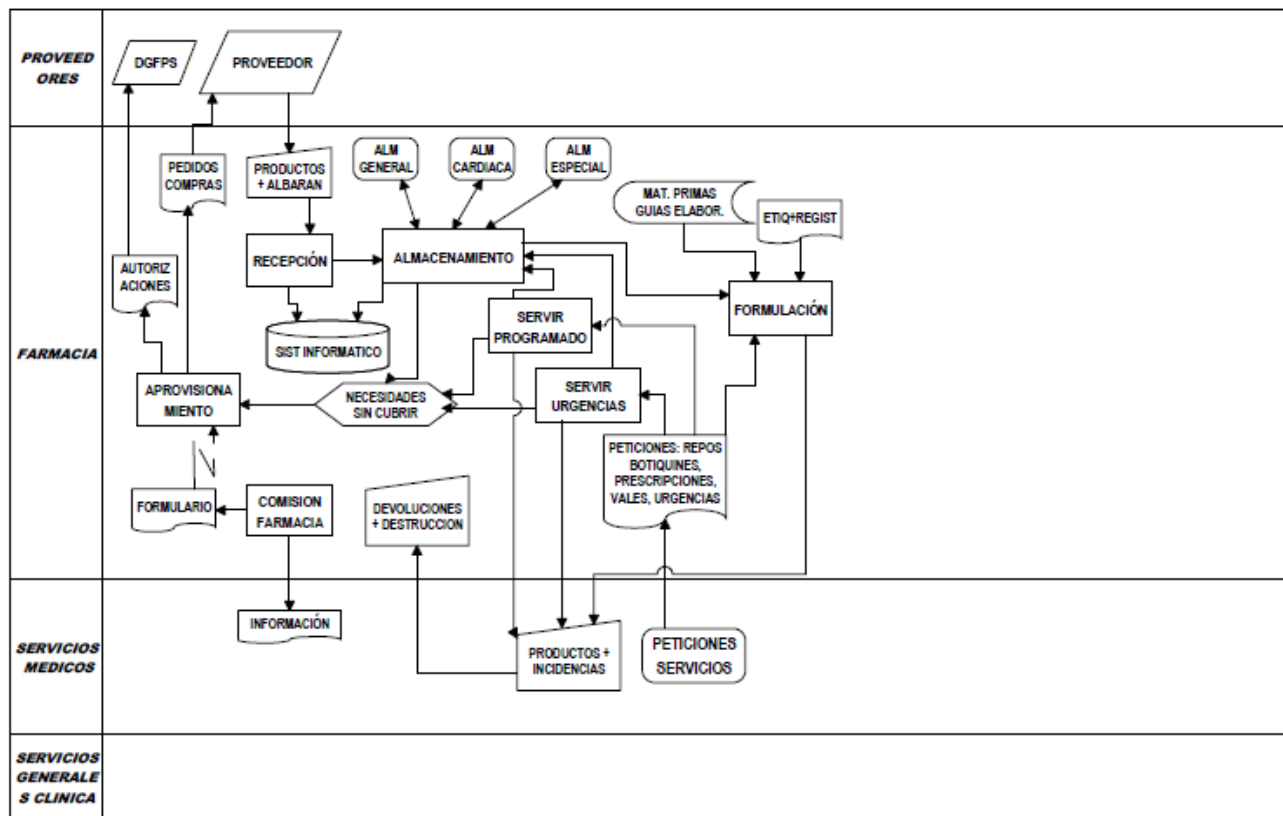 PROVEED
ORES
DGFPS
PROVEEDOR
FARMACIA
PEDIDOS
COMPRAS
PRODUCTOS
+ ALBARAN
ALM
GENERAL
ALM
CARDIACA
ALM
ESPECIAL
MAT. PRIMAS
GUIAS ELABOR.
ETIQ+REGIST
AUTORIZ
ACIONES
RECEPCIÓN
ALMACENAMIENTO
FORMULACIÓN
SIST INFORMATICO
SERVIR
PROGRAMADO
APROVISIONA
MIENTO
NECESIDADES
SIN CUBRIR
SERVIR
URGENCIAS
PETICIONES: REPOS
BOTIQUINES,
PRESCRIPCIONES,
VALES, URGENCIAS
FORMULARIO
COMISION
FARMACIA
DEVOLUCIONES
+ DESTRUCCION
SERVICIOS
MEDICOS
INFORMACIÓN
PRODUCTOS +
INCIDENCIAS
PETICIONES
SERVICIOS
SERVICIOS
GENERALE
S CLINICA